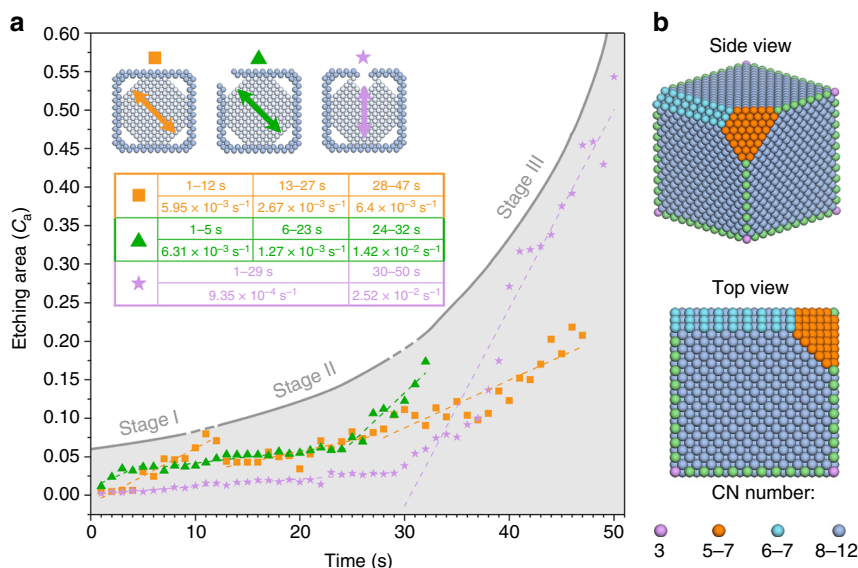 a
0.60
0.55
0.50
0.45
0.40
0.35
0.30
0.25
0.20
0.15
0.10
0.05
0.00
Etching area (Cₐ)
1–12 s 13–27 s 28–47 s
5.95 × 10⁻³ s⁻¹ 2.67 × 10⁻³ s⁻¹ 6.4 × 10⁻³ s⁻¹
1–5 s 6–23 s 24–32 s
6.31 × 10⁻³ s⁻¹ 1.27 × 10⁻³ s⁻¹ 1.42 × 10⁻² s⁻¹
1–29 s 30–50 s
9.35 × 10⁻⁴ s⁻¹ 2.52 × 10⁻² s⁻¹
Stage I
Stage II
Stage III
0 10 20 30 40 50
Time (s)
b
Side view
Top view
CN number:
3 5–7 6–7 8–12